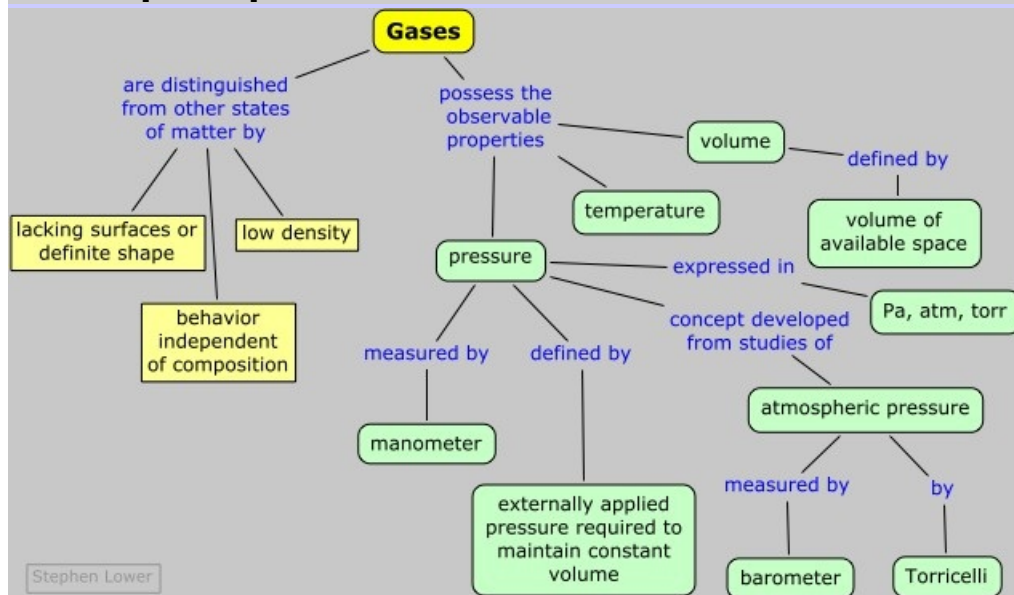 Gases
are distinguished
from other states
of matter by
lacking surfaces or
definite shape
behavior
independent
of composition
low density
possess the
observable
properties
volume
defined by
volume of
available space
temperature
pressure
expressed in
Pa, atm, torr
concept developed
from studies of
atmospheric pressure
measured by
barometer
by
Torricelli
measured by
manometer
defined by
externally applied
pressure required to
maintain constant
volume
Stephen Lower